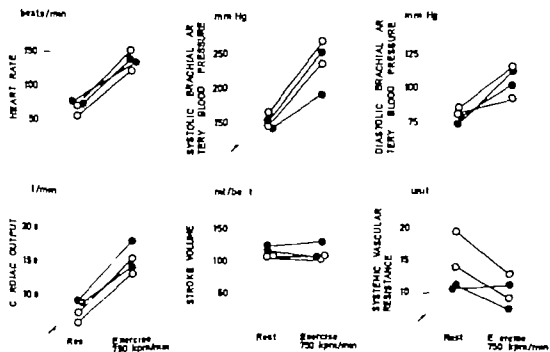 beats/min
HEART RATE
150
100
50
mm Hg
SYSTOLIC BRACHIAL AR
TERY BLOOD PRESSURE
250
200
150
mm Hg
DIASTOLIC BRACHIAL AR
TERY BLOOD PRESSURE
125
100
75
l/min
C RDIAC OUTPUT
20
15
10
Res Exercise
750 kpm/min
ml/be t
STROKE VOLUME
150
100
50
Rest Exercise
750 kpm/min
unit
SYSTEMIC VASCULAR
RESISTANCE
20
15
10
Rest E ercise
750 kpm/min